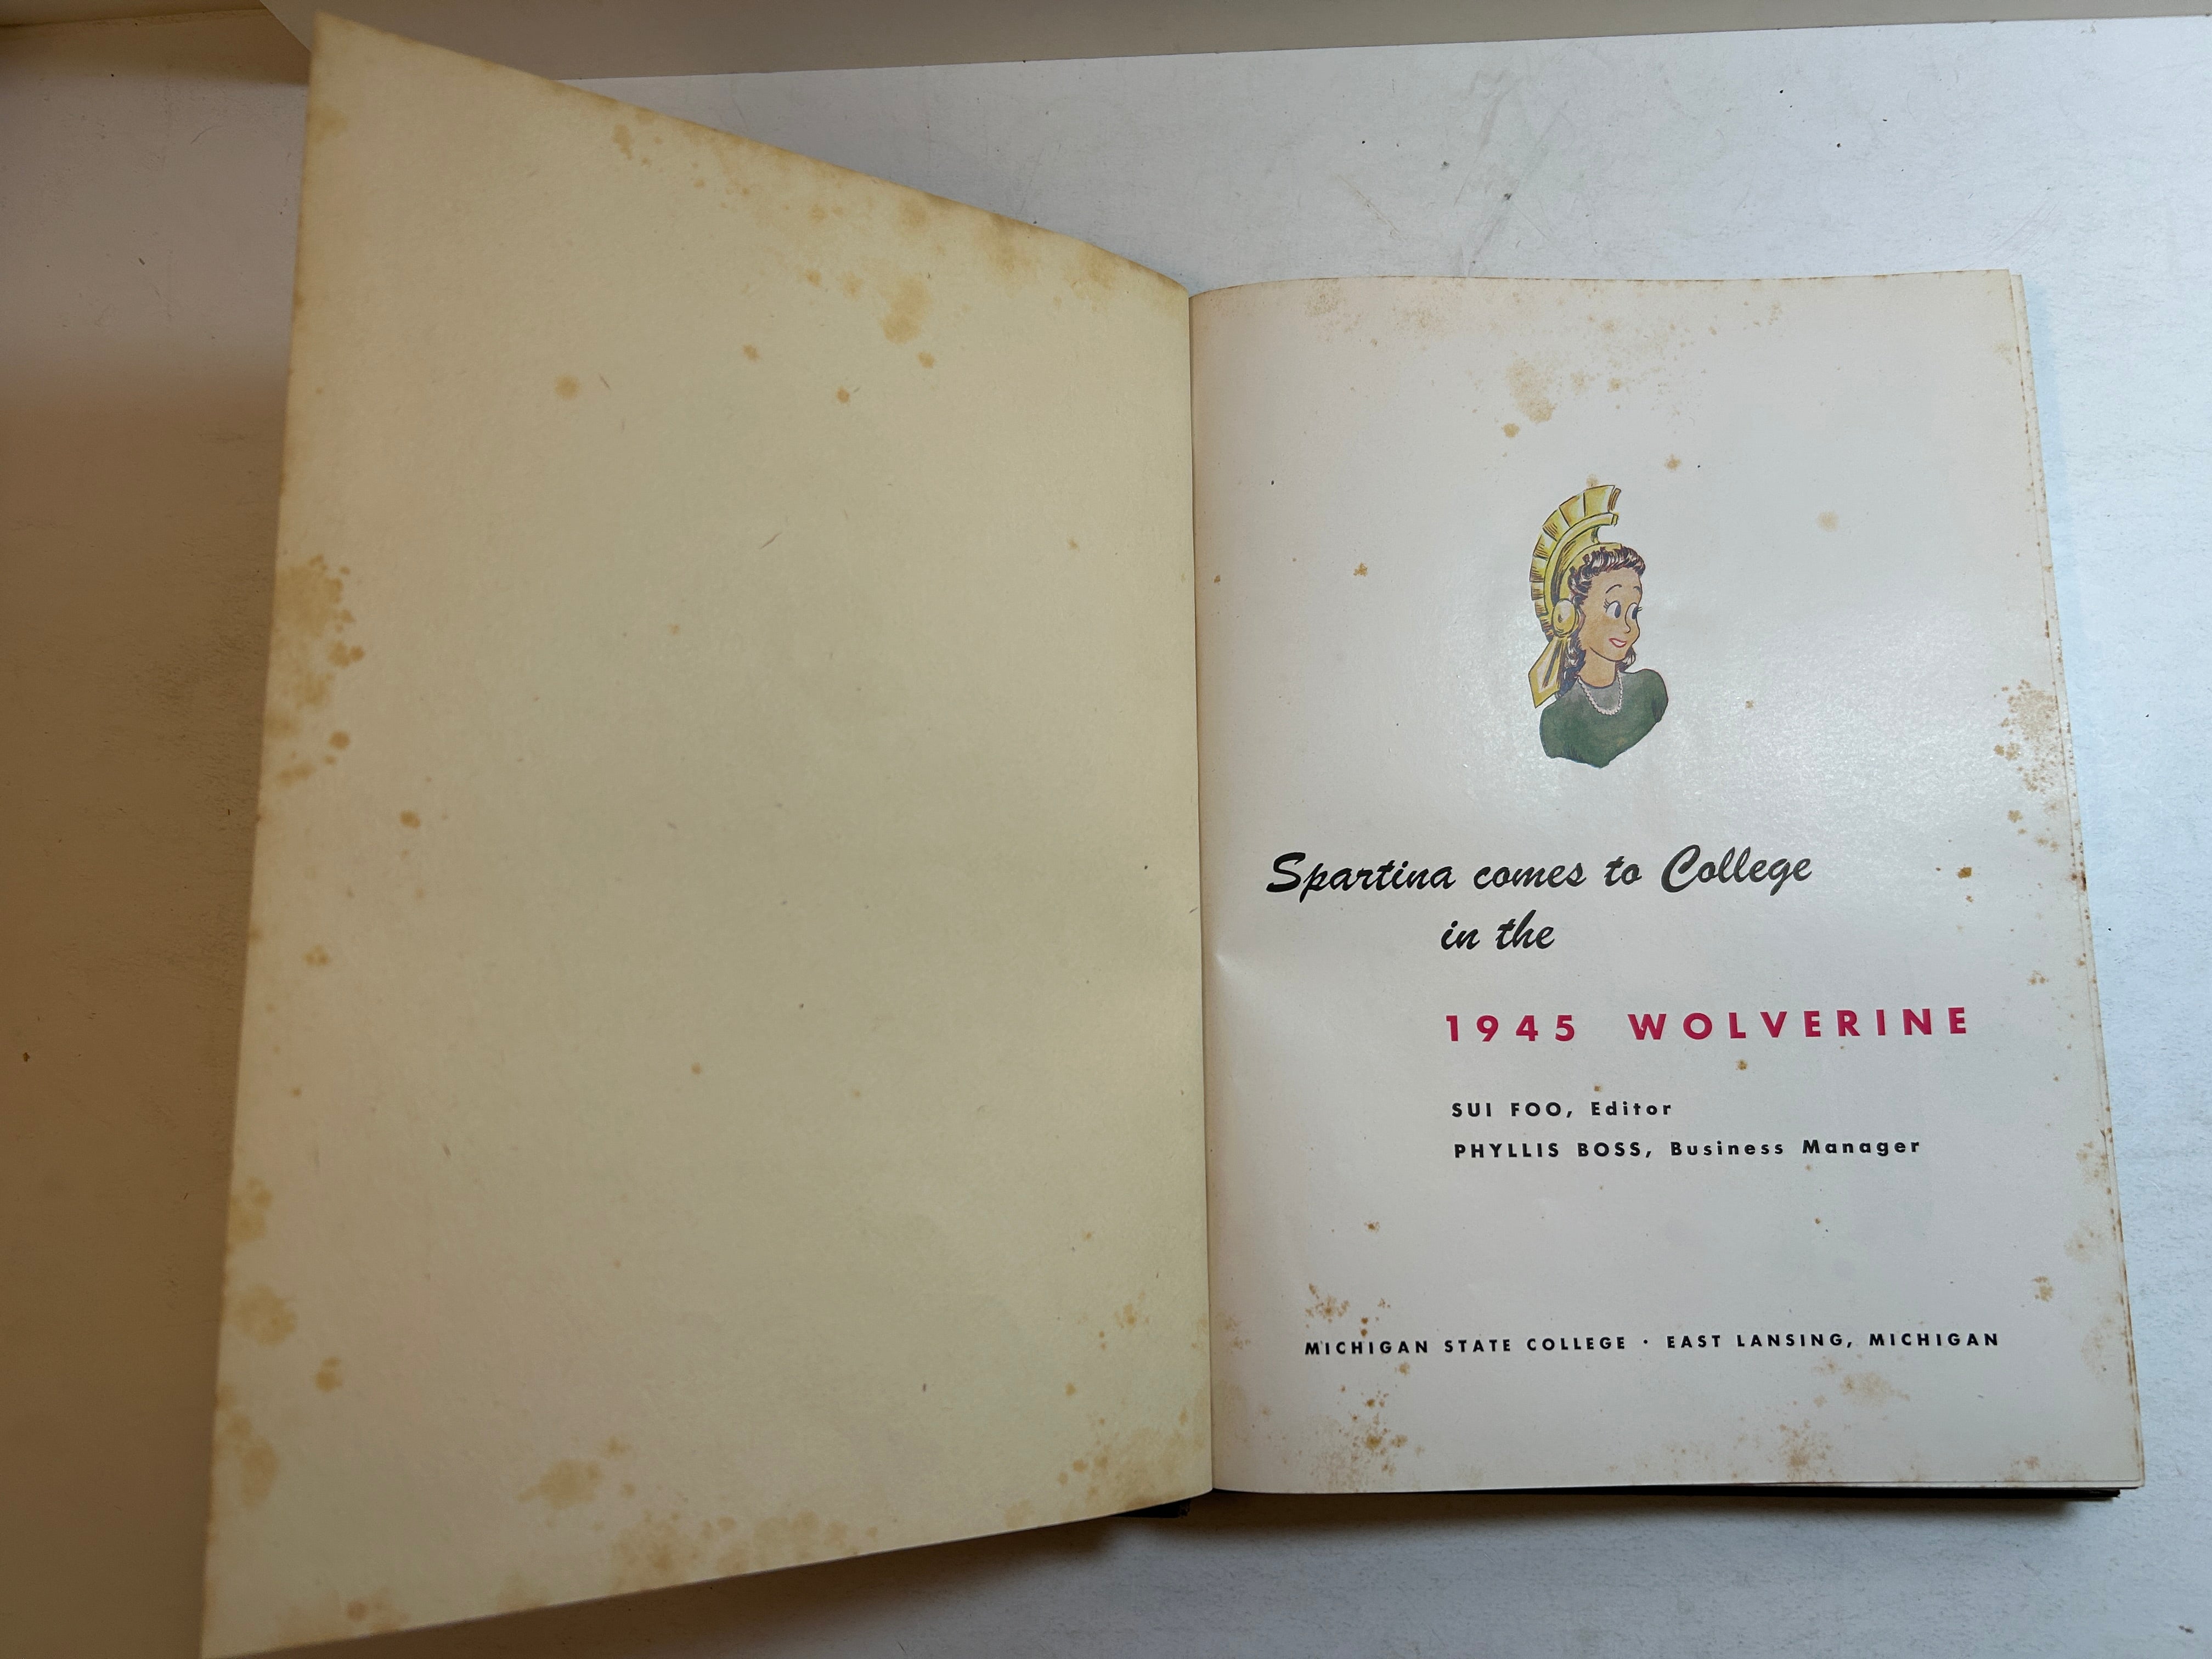 Spartina comes to College
in the
1945 WOLVERINE
SUI FOO, Editor
PHYLLIS BOSS, Business Manager
MICHIGAN STATE COLLEGE · EAST LANSING, MICHIGAN